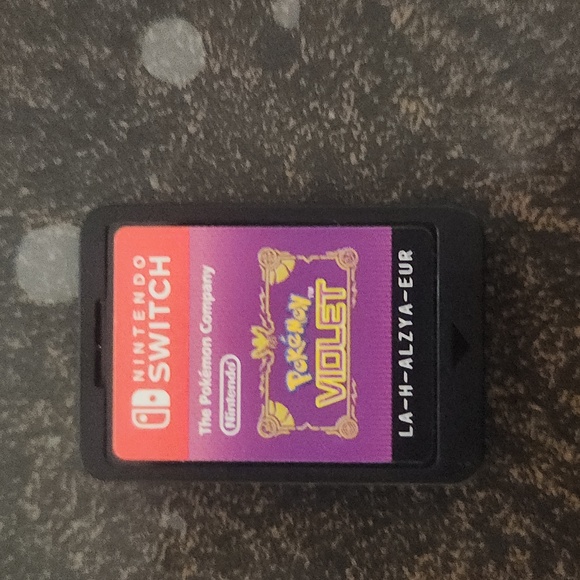 NINTENDO
SWITCH
The Pokémon Company
Nintendo
Pokémon
VIOLET
LA-H-ALZYA-EUR